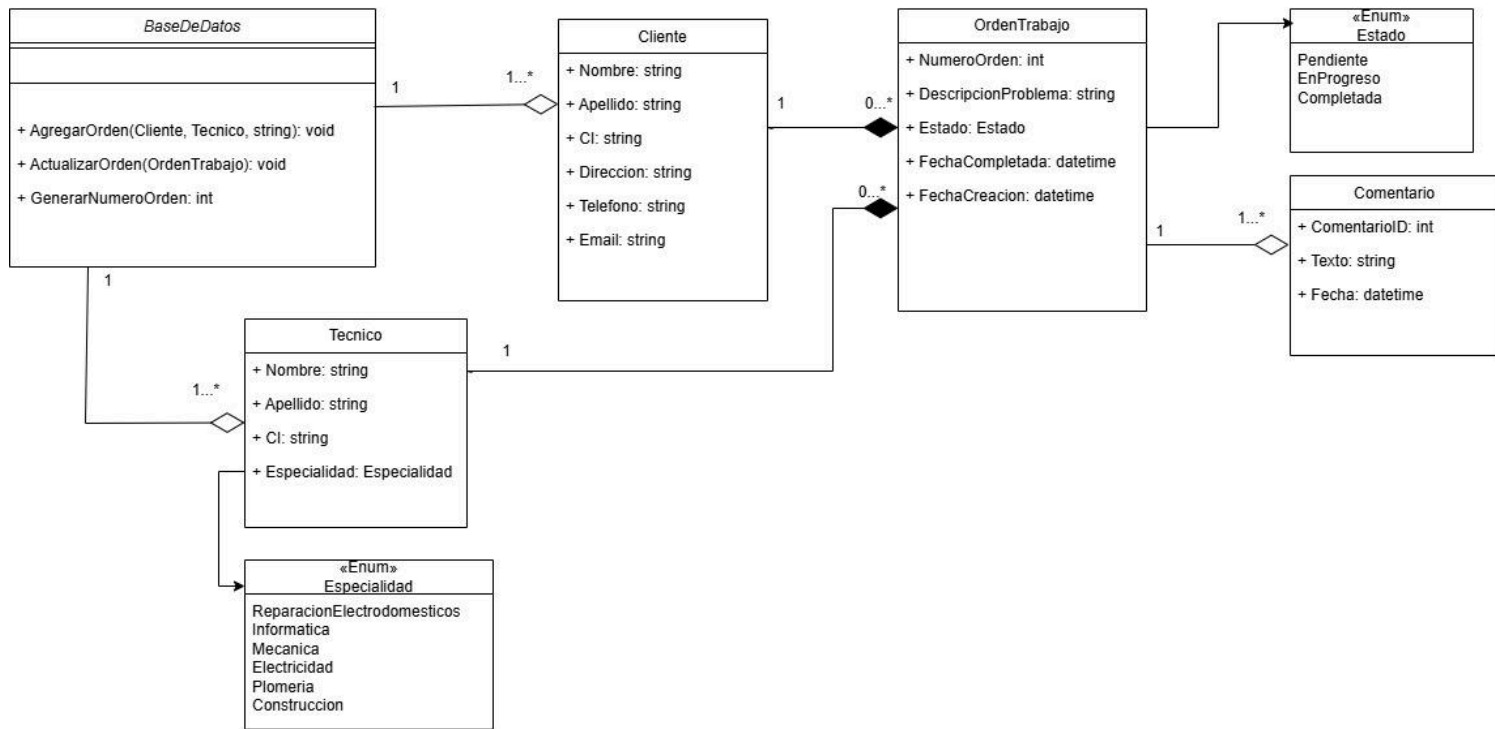 BaseDeDatos
+ AgregarOrden(Cliente, Tecnico, string): void
+ ActualizarOrden(OrdenTrabajo): void
+ GenerarNumeroOrden: int
1
1...*
1
1...*
Cliente
+ Nombre: string
+ Apellido: string
+ CI: string
+ Direccion: string
+ Telefono: string
+ Email: string
1
0...*
OrdenTrabajo
+ NumeroOrden: int
+ DescripcionProblema: string
+ Estado: Estado
+ FechaCompletada: datetime
+ FechaCreacion: datetime
0...*
1
1
1...*
«Enum»
Estado
Pendiente
EnProgreso
Completada
Comentario
+ ComentarioID: int
+ Texto: string
+ Fecha: datetime
Tecnico
+ Nombre: string
+ Apellido: string
+ CI: string
+ Especialidad: Especialidad
«Enum»
Especialidad
ReparacionElectrodomesticos
Informatica
Mecanica
Electricidad
Plomeria
Construccion